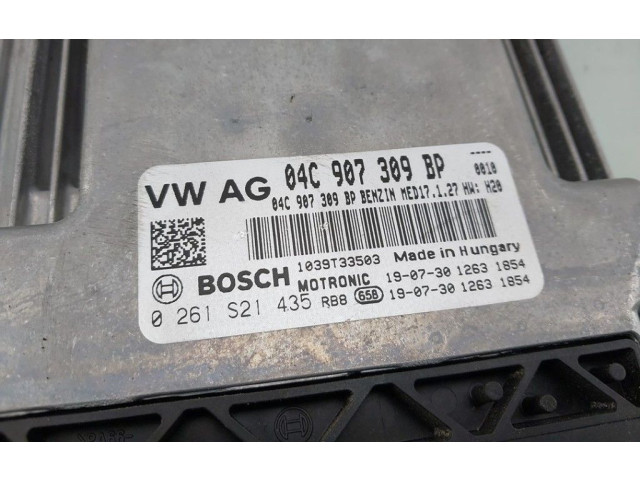 VW AG 04C 907 309 BP 0010
04C 907 309 BP BENZIN MED17.1.27 HW: H20
1039T33503 Made in Hungary
BOSCH MOTRONIC 19-07-30 1263 1854
0 261 S21 435 RB8 658 19-07-30 1263 1854